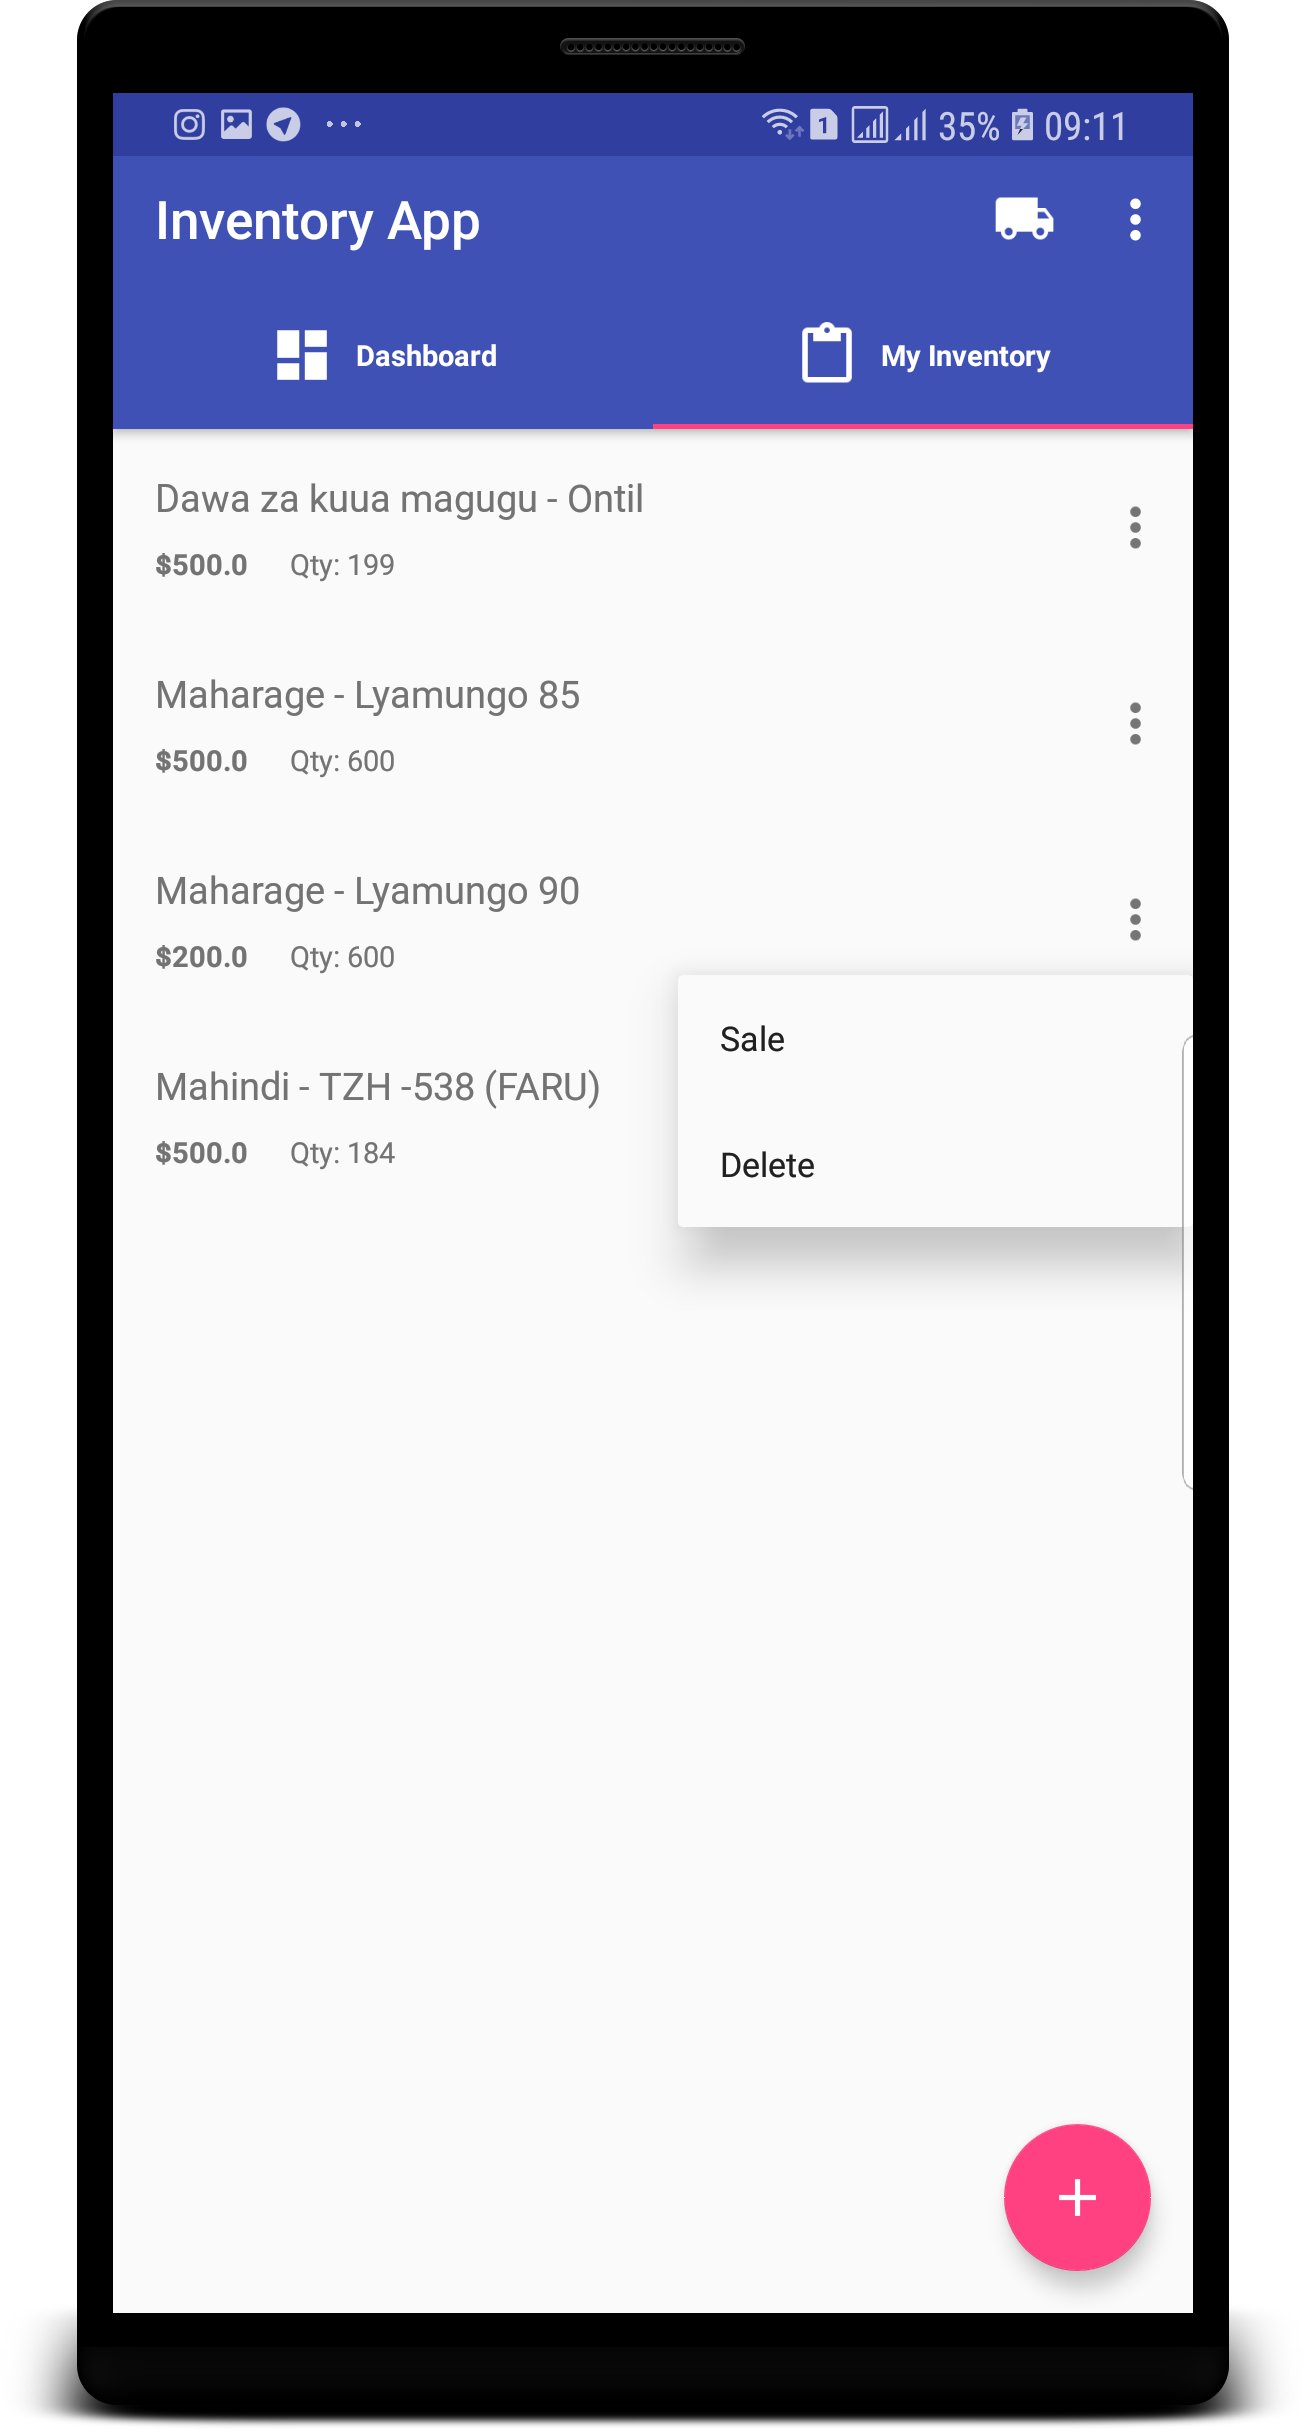 1 35% 09:11
Inventory App
Dashboard My Inventory
Dawa za kuua magugu - Ontil
$500.0 Qty: 199
Maharage - Lyamungo 85
$500.0 Qty: 600
Maharage - Lyamungo 90
$200.0 Qty: 600
Sale
Mahindi - TZH -538 (FARU)
$500.0 Qty: 184
Delete